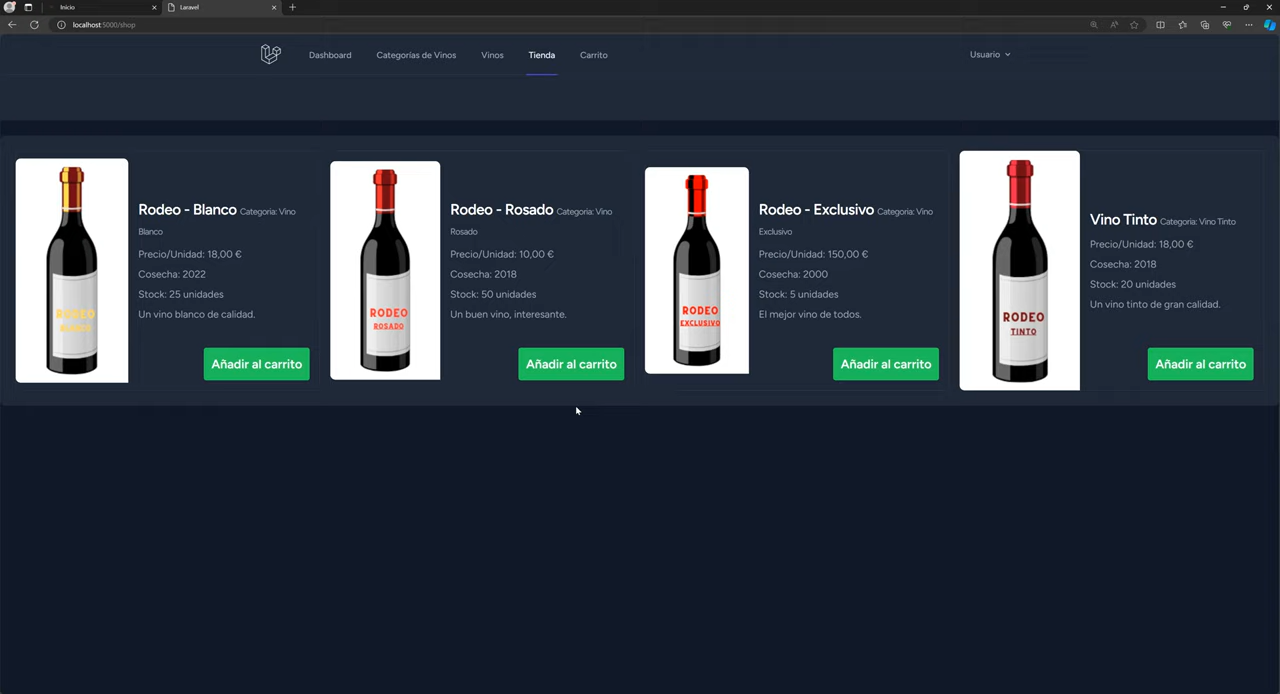 Inicio
Laravel
localhost:5000/shop
Dashboard
Categorías de Vinos
Vinos
Tienda
Carrito
Usuario
RODEO
BLANCO
Rodeo - Blanco Categoria: Vino
Blanco
Precio/Unidad: 18,00 €
Cosecha: 2022
Stock: 25 unidades
Un vino blanco de calidad.
Añadir al carrito
RODEO
ROSADO
Rodeo - Rosado Categoria: Vino
Rosado
Precio/Unidad: 10,00 €
Cosecha: 2018
Stock: 50 unidades
Un buen vino, interesante.
Añadir al carrito
RODEO
EXCLUSIVO
Rodeo - Exclusivo Categoria: Vino
Exclusivo
Precio/Unidad: 150,00 €
Cosecha: 2000
Stock: 5 unidades
El mejor vino de todos.
Añadir al carrito
RODEO
TINTO
Vino Tinto Categoria: Vino Tinto
Precio/Unidad: 18,00 €
Cosecha: 2018
Stock: 20 unidades
Un vino tinto de gran calidad.
Añadir al carrito